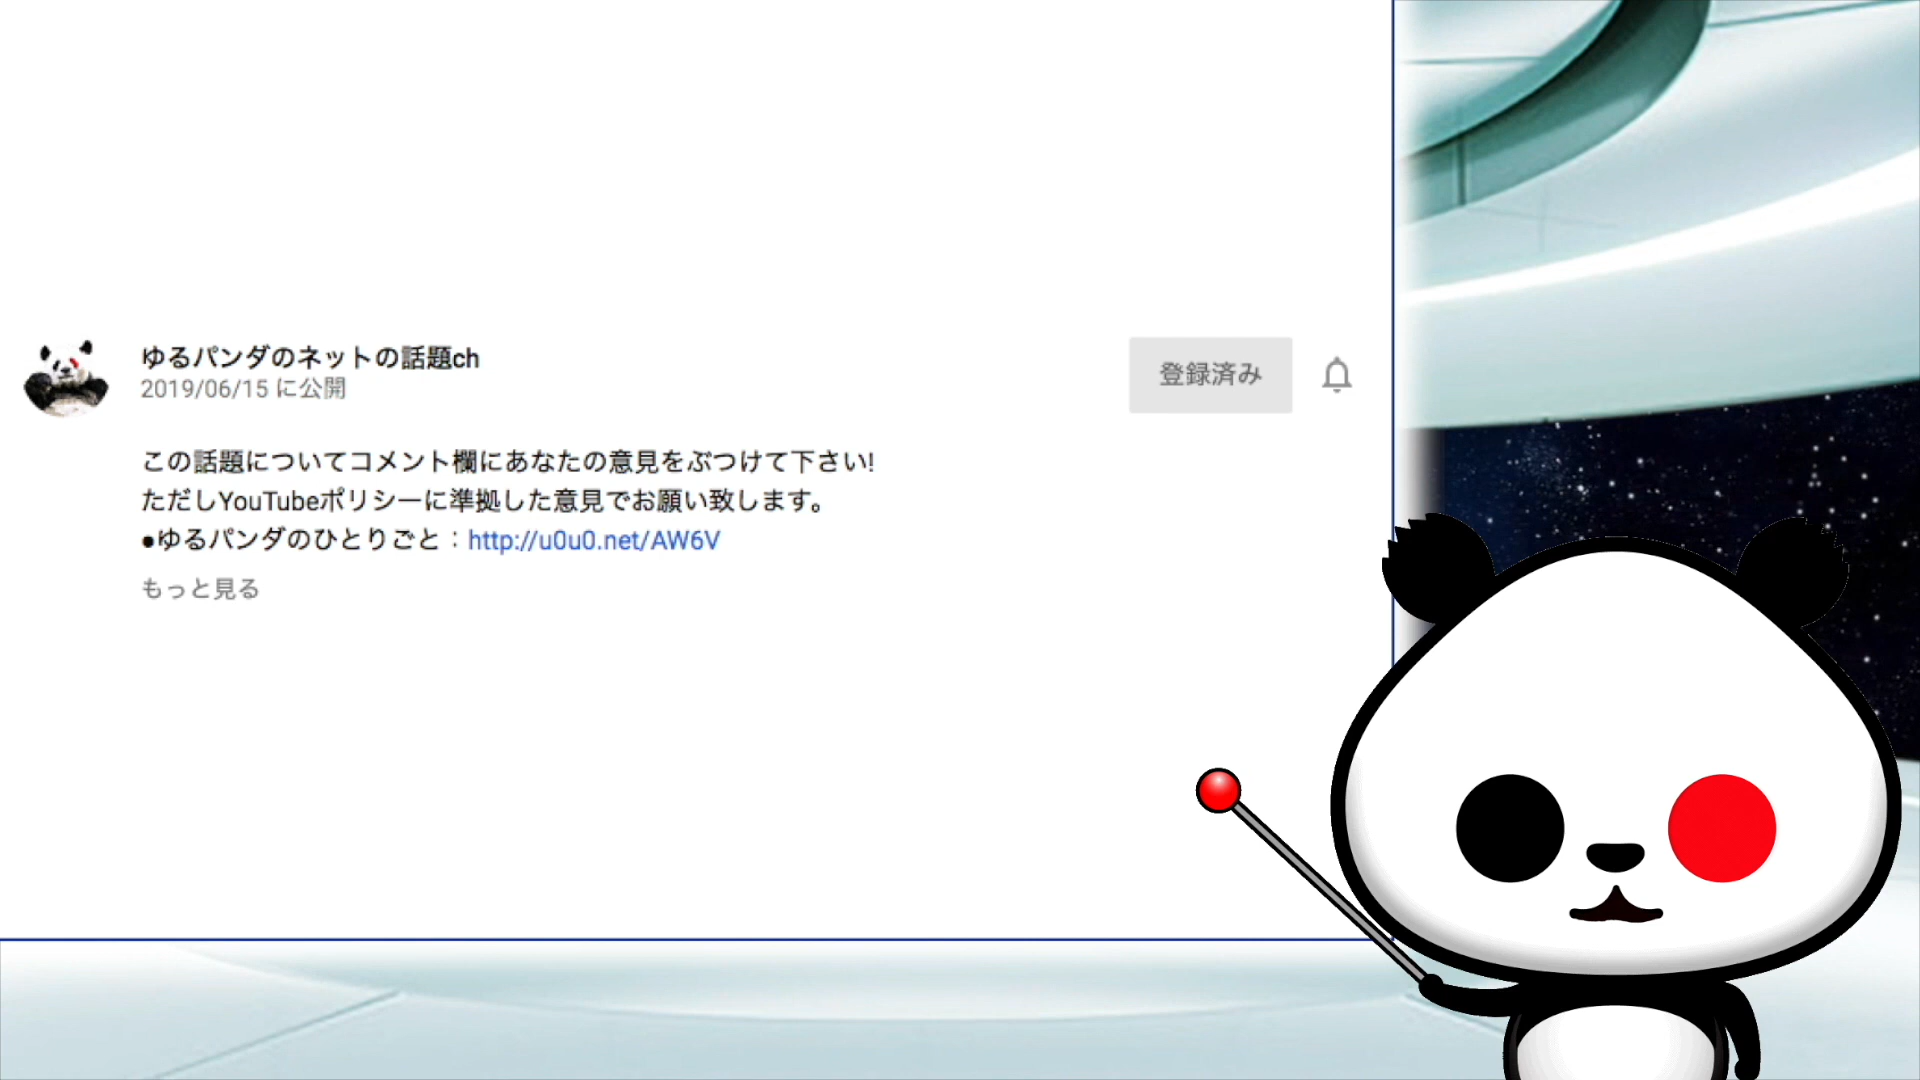 ゆるパンダのネットの話題ch
2019/06/15 に公開
登録済み
この話題についてコメント欄にあなたの意見をぶつけて下さい!
ただしYouTubeポリシーに準拠した意見でお願い致します。
●ゆるパンダのひとりごと：http://u0u0.net/AW6V
もっと見る